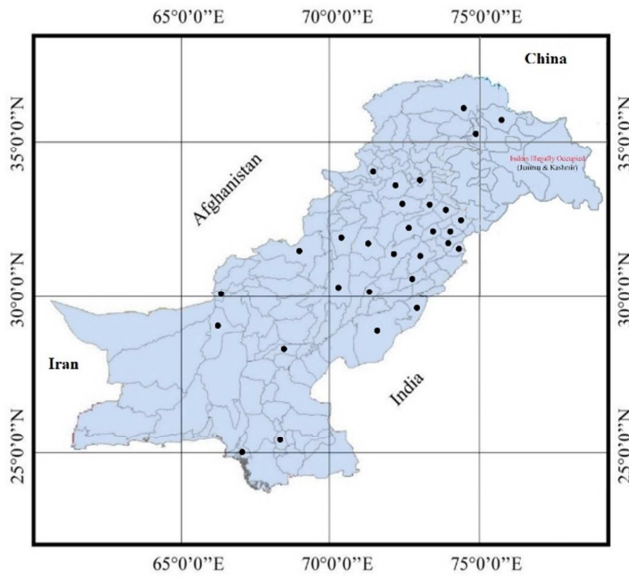 65°0'0"E 70°0'0"E 75°0'0"E
China
35°0'0"N 35°0'0"N
Indian Illegally Occupied
(Jammu & Kashmir)
Afghanistan
30°0'0"N 30°0'0"N
Iran
India
25°0'0"N 25°0'0"N
65°0'0"E 70°0'0"E 75°0'0"E